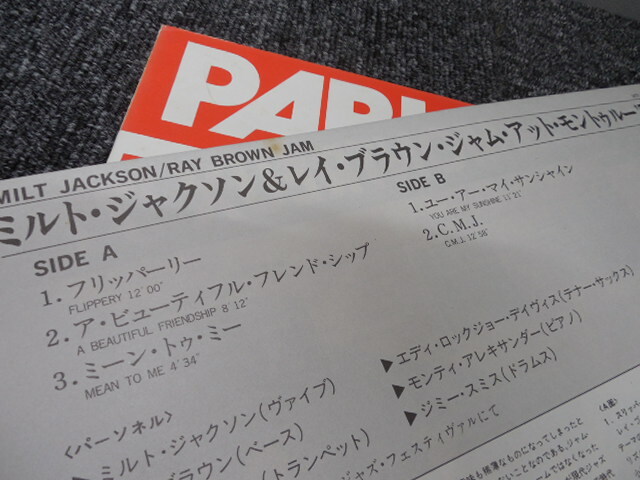 PABL
MILT JACKSON/RAY BROWN JAM
ミルト・ジャクソン&レイ・ブラウン・ジャム・アット・モントゥルー
SIDE A
1. フリッパーリー
FLIPPERY 12'00"
2. ア・ビューティフル・フレンド・シップ
A BEAUTIFUL FRIENDSHIP 8'12"
3. ミーン・トゥ・ミー
MEAN TO ME 4'34"
SIDE B
1. ユー・アー・マイ・サンシャイン
YOU ARE MY SUNSHINE 11'21"
2. C.M.J.
C.M.J. 12'58"
〈パーソネル〉
▶ミルト・ジャクソン(ヴァイブ)
ブラウン(ベース)
(トランペット)
▶エディ・ロックジョー・デイヴィス(テナー・サックス)
▶モンティ・アレキサンダー(ピアノ)
▶ジミー・スミス(ドラムス)
ジャズ・フェスティヴァルにて